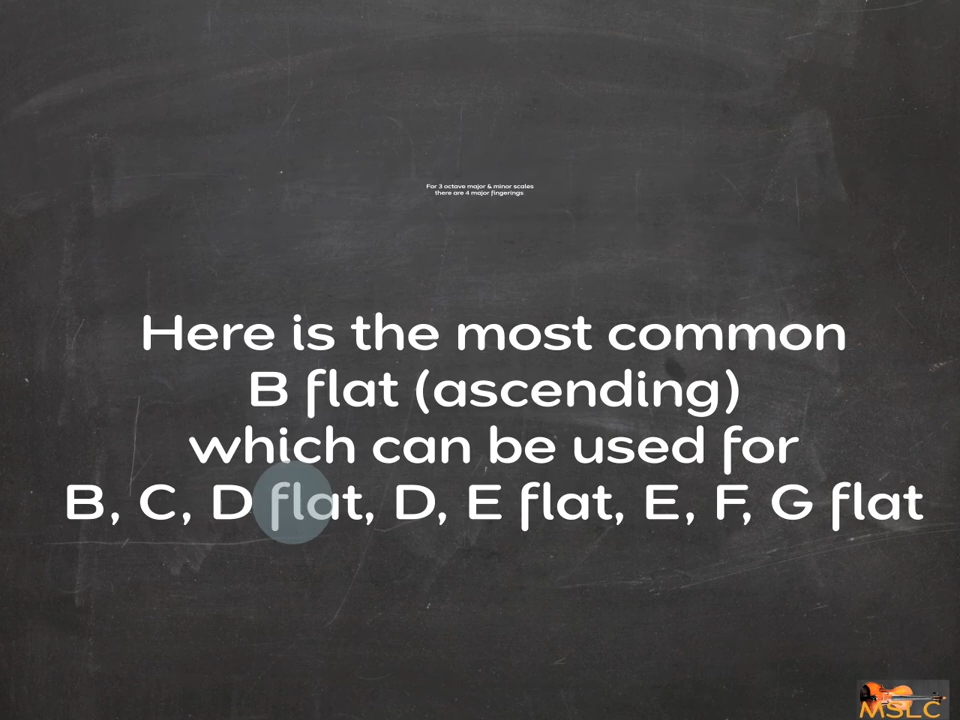 For 3 octave major & minor scales
there are 4 major fingerings
Here is the most common
B flat (ascending)
which can be used for
B, C, D flat, D, E flat, E, F, G flat
MSLC